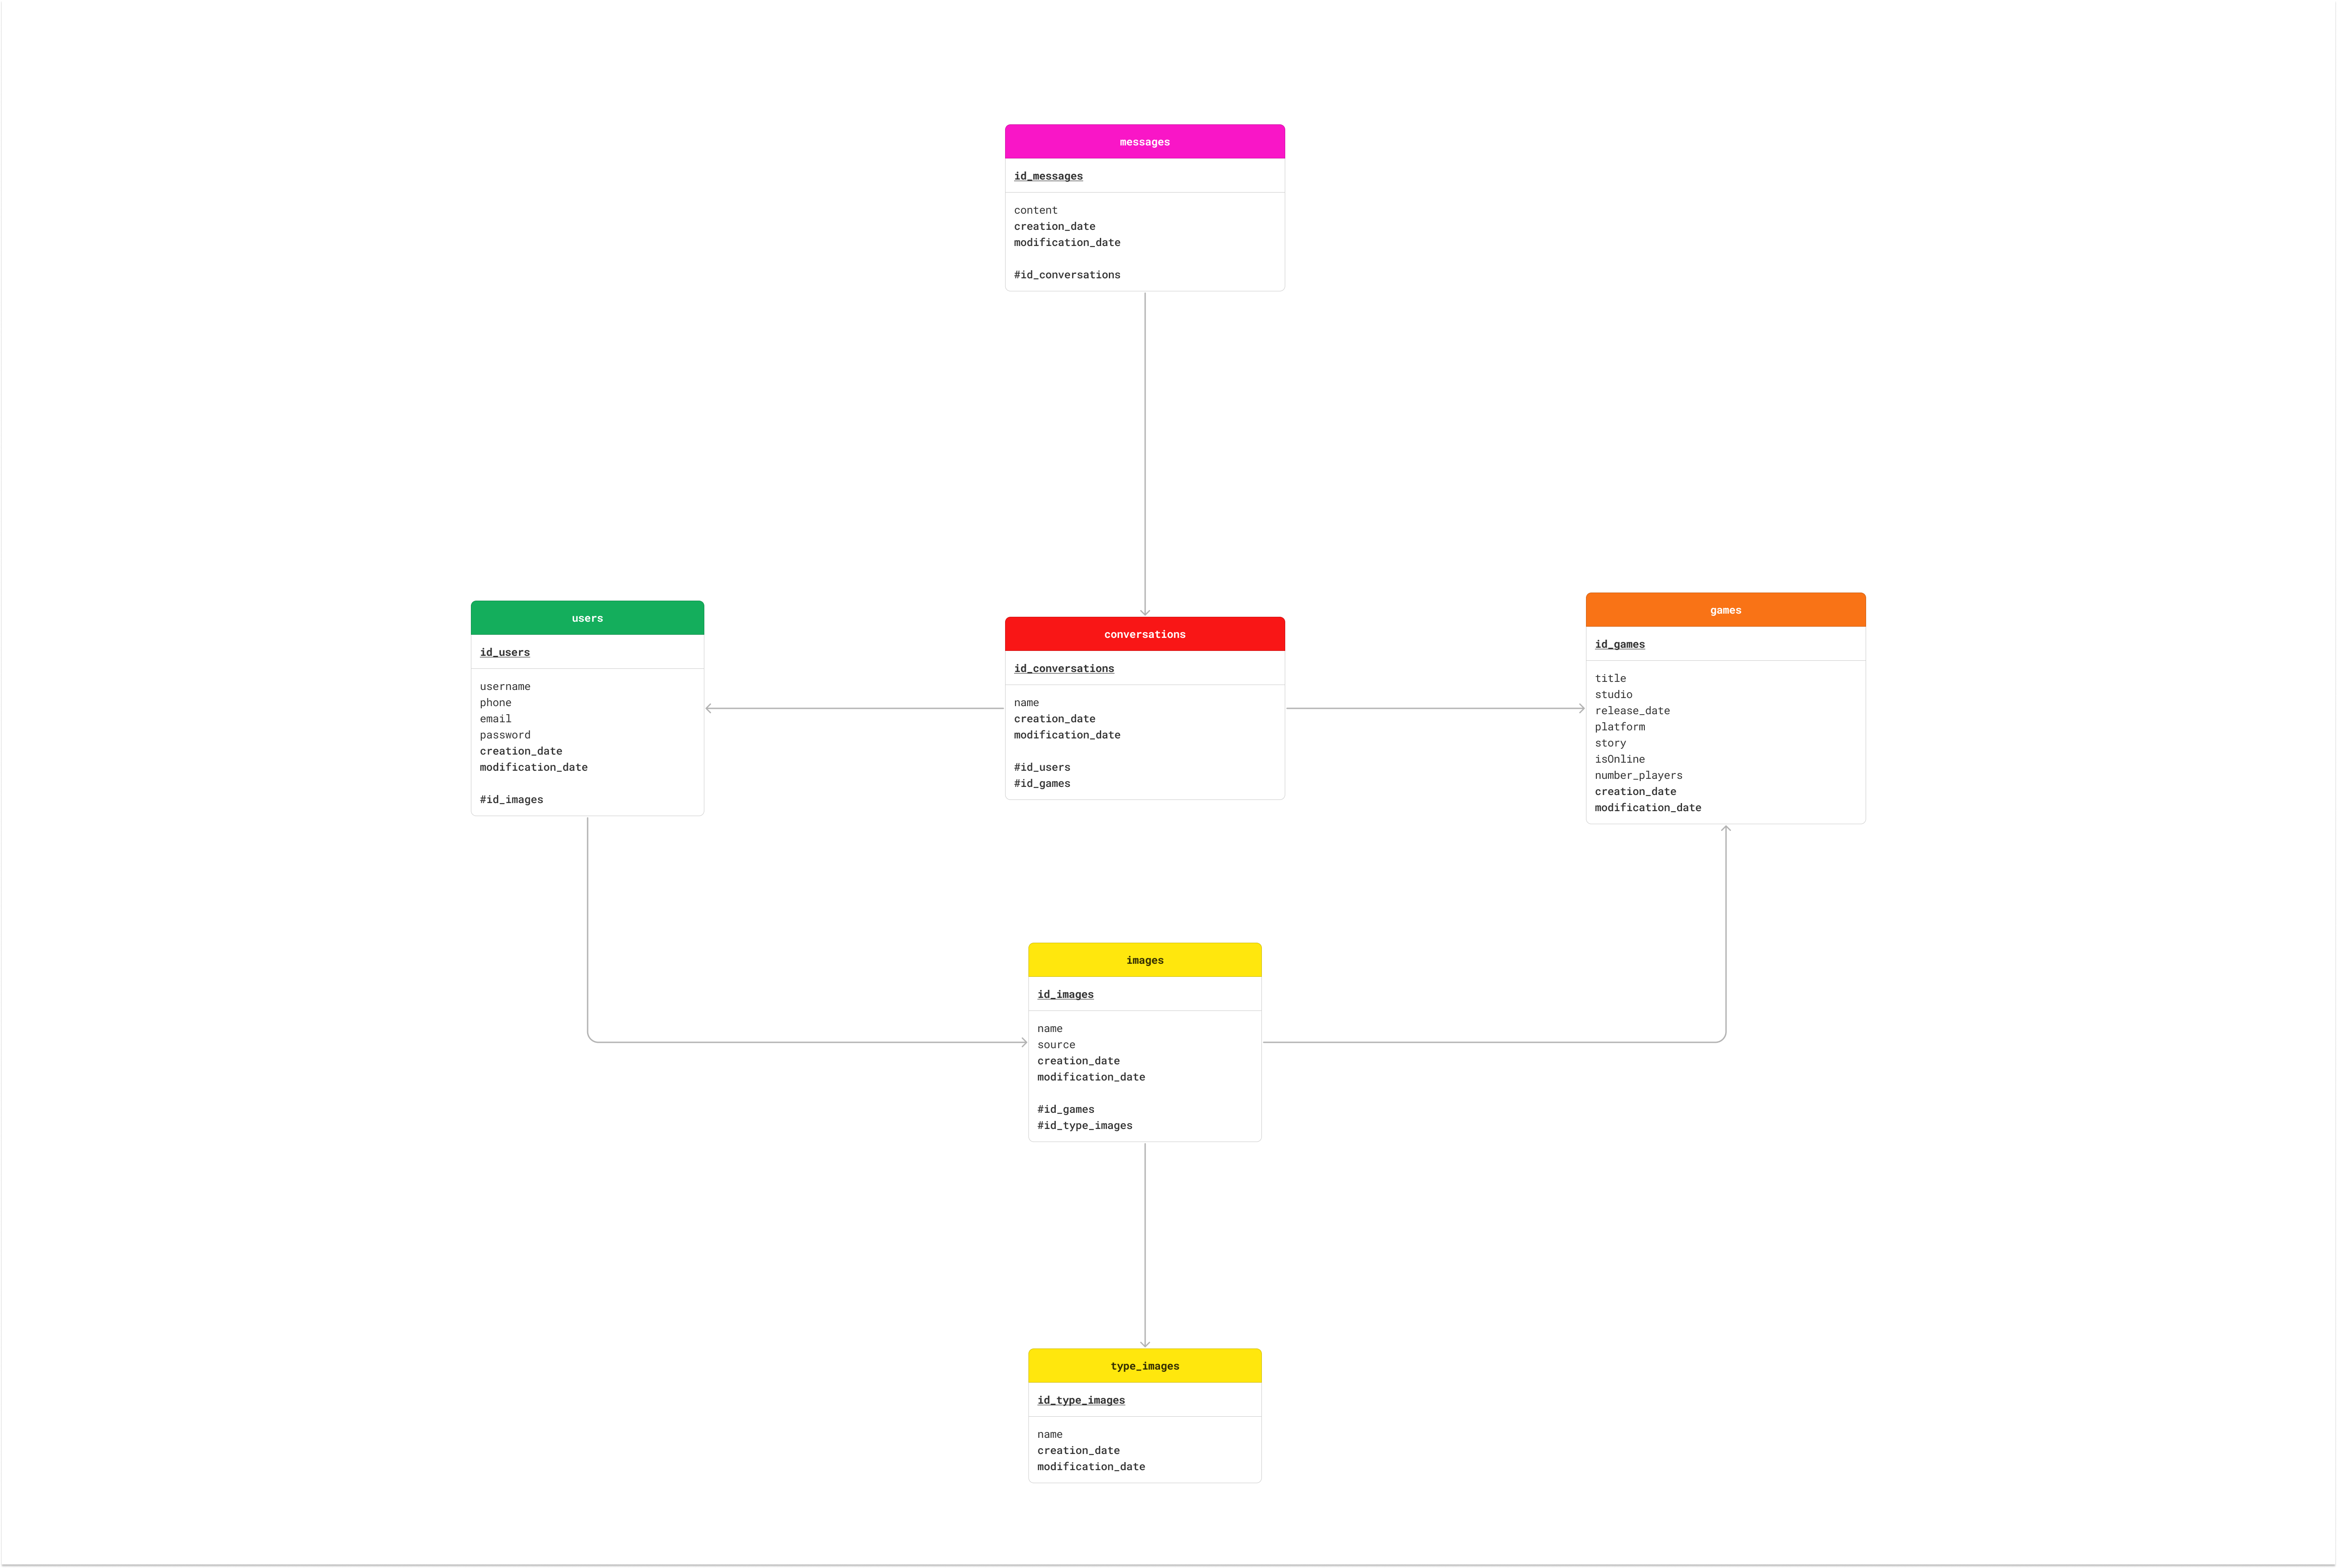 messages
id_messages
content
creation_date
modification_date
#id_conversations
users
id_users
username
phone
email
password
creation_date
modification_date
#id_images
conversations
id_conversations
name
creation_date
modification_date
#id_users
#id_games
games
id_games
title
studio
release_date
platform
story
isOnline
number_players
creation_date
modification_date
images
id_images
name
source
creation_date
modification_date
#id_games
#id_type_images
type_images
id_type_images
name
creation_date
modification_date